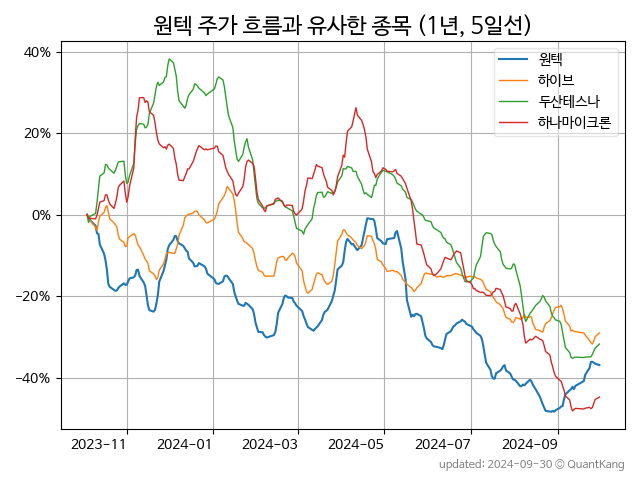 원텍 주가 흐름과 유사한 종목 (1년, 5일선)
40%
20%
0%
−20%
−40%
원텍
하이브
두산테스나
하나마이크론
2023-11
2024-01
2024-03
2024-05
2024-07
2024-09
updated: 2024-09-30 © QuantKang